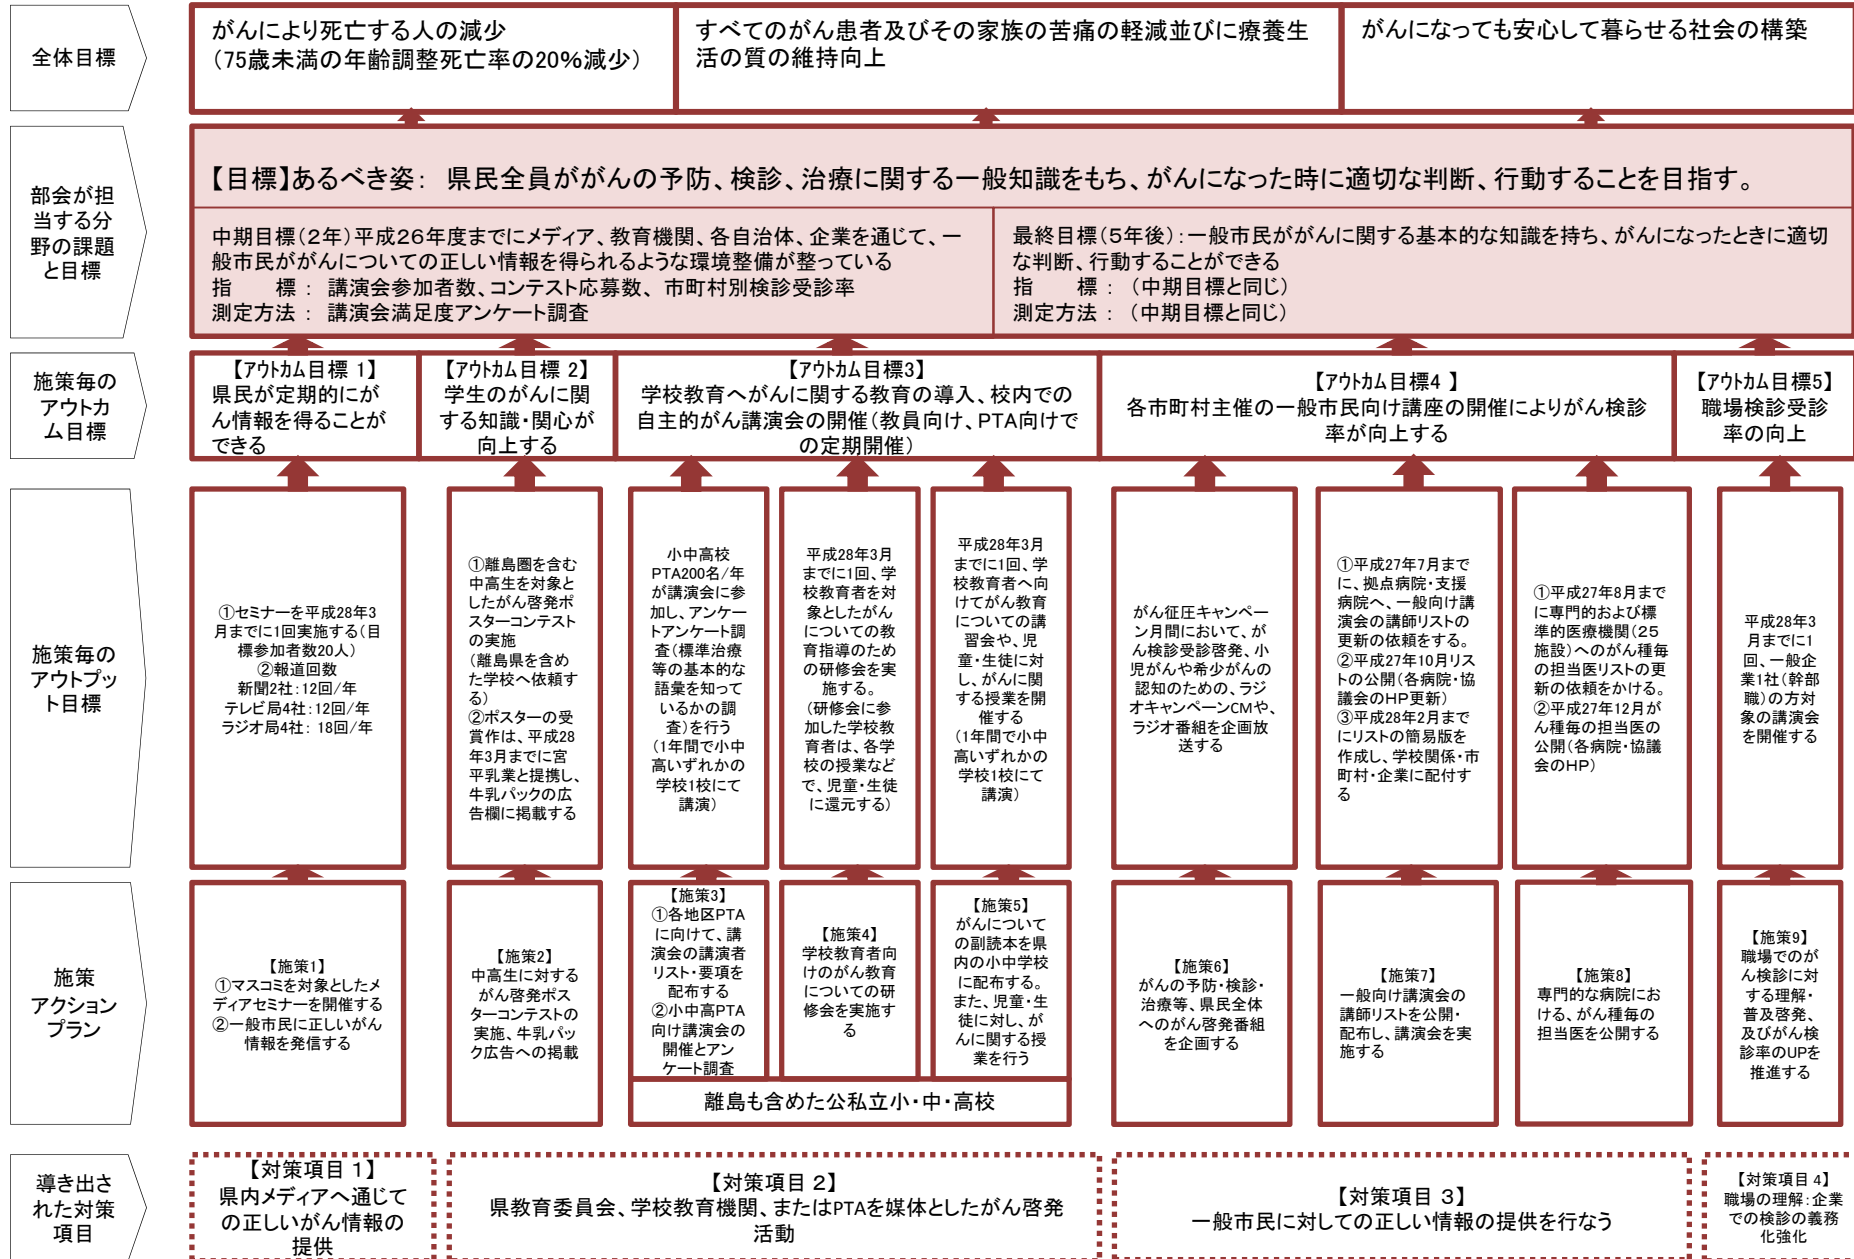 全体目標
がんにより死亡する人の減少
（75歳未満の年齢調整死亡率の20%減少）
すべてのがん患者及びその家族の苦痛の軽減並びに療養生
活の質の維持向上
がんになっても安心して暮らせる社会の構築
部会が担
当する分
野の課題
と目標
【目標】あるべき姿： 県民全員ががんの予防、検診、治療に関する一般知識をもち、がんになった時に適切な判断、行動することを目指す。
中期目標（2年）平成26年度までにメディア、教育機関、各自治体、企業を通じて、一
般市民ががんについての正しい情報を得られるような環境整備が整っている
指　　標 ： 講演会参加者数、コンテスト応募数、 市町村別検診受診率
測定方法 ： 講演会満足度アンケート調査
最終目標（5年後）：一般市民ががんに関する基本的な知識を持ち、がんになったときに適切
な判断、行動することができる
指　　標 ： （中期目標と同じ）
測定方法 ： （中期目標と同じ）
施策毎の
アウトカ
ム目標
【アウトカム目標 1】
県民が定期的にが
ん情報を得ることが
できる
【アウトカム目標 2】
学生のがんに関
する知識・関心が
向上する
【アウトカム目標3】
学校教育へがんに関する教育の導入、校内での
自主的がん講演会の開催（教員向け、PTA向けで
の定期開催）
【アウトカム目標4 】
各市町村主催の一般市民向け講座の開催によりがん検診
率が向上する
【アウトカム目標5】
職場検診受診
率の向上
施策毎の
アウトプッ
ト目標
①セミナーを平成28年3
月までに1回実施する（目
標参加者数20人）
②報道回数
新聞2社：12回/年
テレビ局4社：12回/年
ラジオ局4社： 18回/年
①離島圏を含む
中高生を対象と
したがん啓発ポ
スターコンテスト
の実施
（離島県を含め
た学校へ依頼す
る）
②ポスターの受
賞作は、平成28
年3月までに宮
平乳業と提携し、
牛乳パックの広
告欄に掲載する
小中高校
PTA200名/年
が講演会に参
加し、アンケー
トアンケート調
査（標準治療
等の基本的な
語彙を知って
いるかの調
査）を行う
（1年間で小中
高いずれかの
学校1校にて
講演）
平成28年3月
までに1回、学
校教育者を対
象としたがん
についての教
育指導のため
の研修会を実
施する。
（研修会に参
加した学校教
育者は、各学
校の授業など
で、児童・生徒
に還元する）
平成28年3月
までに1回、学
校教育者へ向
けてがん教育
についての講
習会や、児
童・生徒に対
し、がんに関
する授業を開
催する
（1年間で小中
高いずれかの
学校1校にて
講演）
がん征圧キャンペー
ン月間において、が
ん検診受診啓発、小
児がんや希少がんの
認知のための、ラジ
オキャンペーンCMや、
ラジオ番組を企画放
送する
①平成27年7月まで
に、拠点病院・支援
病院へ、一般向け講
演会の講師リストの
更新の依頼をする。
②平成27年10月リス
トの公開（各病院・協
議会のHP更新）
③平成28年2月まで
にリストの簡易版を
作成し、学校関係・市
町村・企業に配付す
る
①平成27年8月まで
に専門的および標
準的医療機関（25
施設）へのがん種毎
の担当医リストの更
新の依頼をかける。
②平成27年12月が
ん種毎の担当医の
公開（各病院・協議
会のHP）
平成28年3
月までに1
回、一般企
業1社（幹部
職）の方対
象の講演会
を開催する
施策
アクション
プラン
【施策1】
①マスコミを対象としたメ
ディアセミナーを開催する
②一般市民に正しいがん
情報を発信する
【施策2】
中高生に対する
がん啓発ポス
ターコンテストの
実施、牛乳パッ
ク広告への掲載
【施策3】
①各地区PTA
に向けて、講
演会の講演者
リスト・要項を
配布する
②小中高PTA
向け講演会の
開催とアン
ケート調査
【施策4】
学校教育者向
けのがん教育
についての研
修会を実施す
る
【施策5】
がんについて
の副読本を県
内の小中学校
に配布する。
また、児童・生
徒に対し、が
んに関する授
業を行う
離島も含めた公私立小・中・高校
【施策6】
がんの予防・検診・
治療等、県民全体
へのがん啓発番組
を企画する
【施策7】
一般向け講演会の
講師リストを公開・
配布し、講演会を実
施する
【施策8】
専門的な病院にお
ける、がん種毎の
担当医を公開する
【施策9】
職場でのが
ん検診に対
する理解・
普及啓発、
及びがん検
診率のUPを
推進する
導き出さ
れた対策
項目
【対策項目 1】
県内メディアへ通じて
の正しいがん情報の
提供
【対策項目 2】
県教育委員会、学校教育機関、またはPTAを媒体としたがん啓発
活動
【対策項目 3】
一般市民に対しての正しい情報の提供を行なう
【対策項目 4】
職場の理解：企業
での検診の義務
化強化